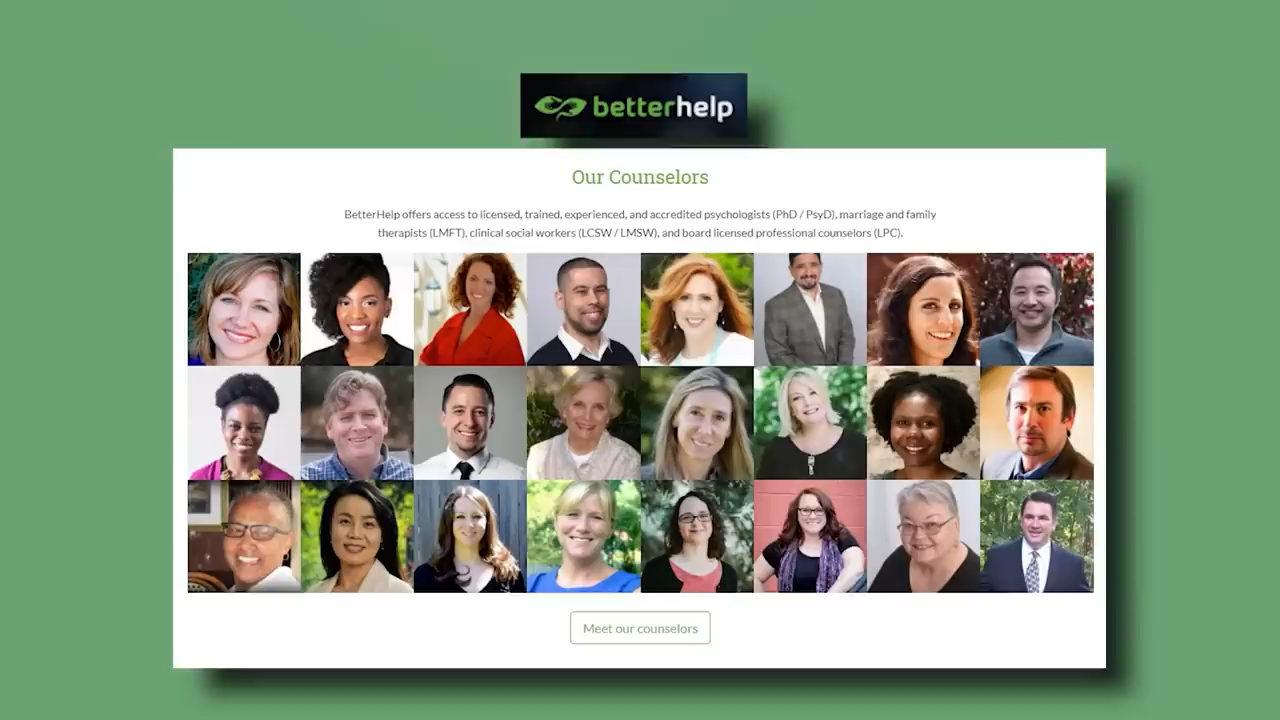 betterhelp
Our Counselors
BetterHelp offers access to licensed, trained, experienced, and accredited psychologists (PhD / PsyD), marriage and family
therapists (LMFT), clinical social workers (LCSW / LMSW), and board licensed professional counselors (LPC).
Meet our counselors